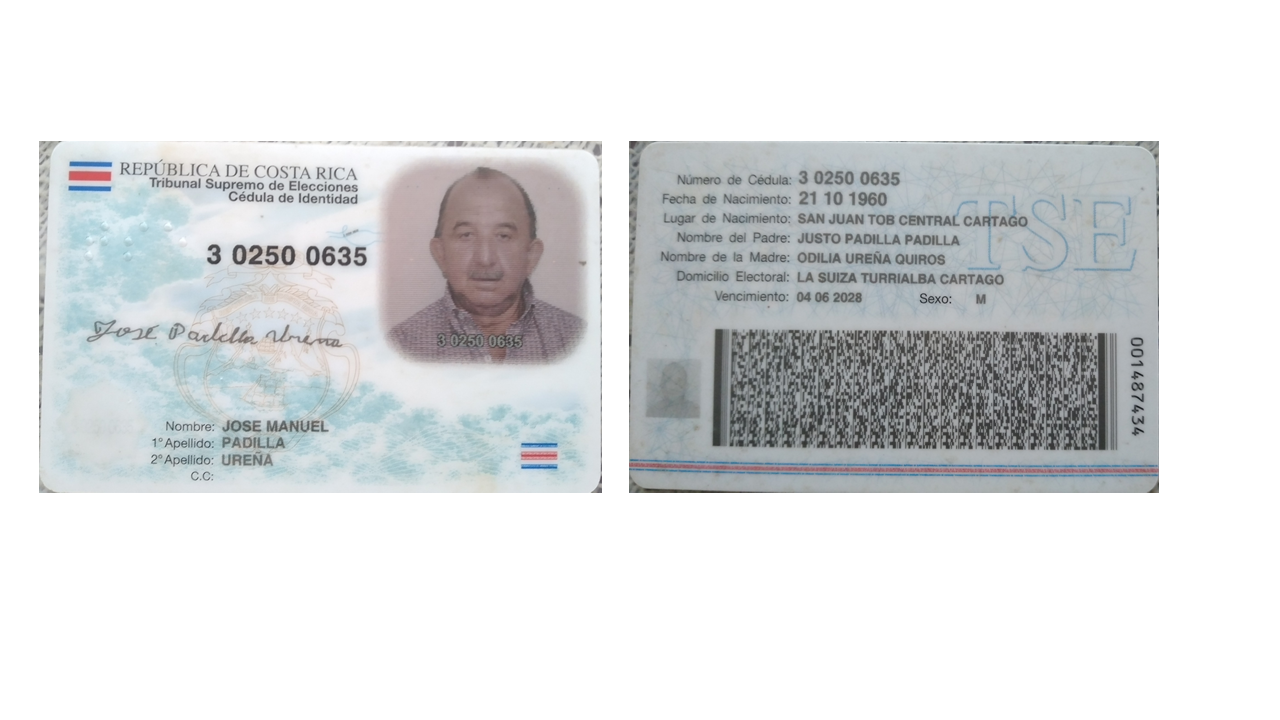 REPÚBLICA DE COSTA RICA
Tribunal Supremo de Elecciones
Cédula de Identidad
3 0250 0635
José Padilla Ureña
3 0250 0635
Nombre: JOSE MANUEL
1º Apellido: PADILLA
2º Apellido: UREÑA
C.C:
Número de Cédula: 3 0250 0635
Fecha de Nacimiento: 21 10 1960
Lugar de Nacimiento: SAN JUAN TOB CENTRAL CARTAGO
Nombre del Padre: JUSTO PADILLA PADILLA
Nombre de la Madre: ODILIA UREÑA QUIROS
Domicilio Electoral: LA SUIZA TURRIALBA CARTAGO
Vencimiento: 04 06 2028 Sexo: M
TSE
001487434